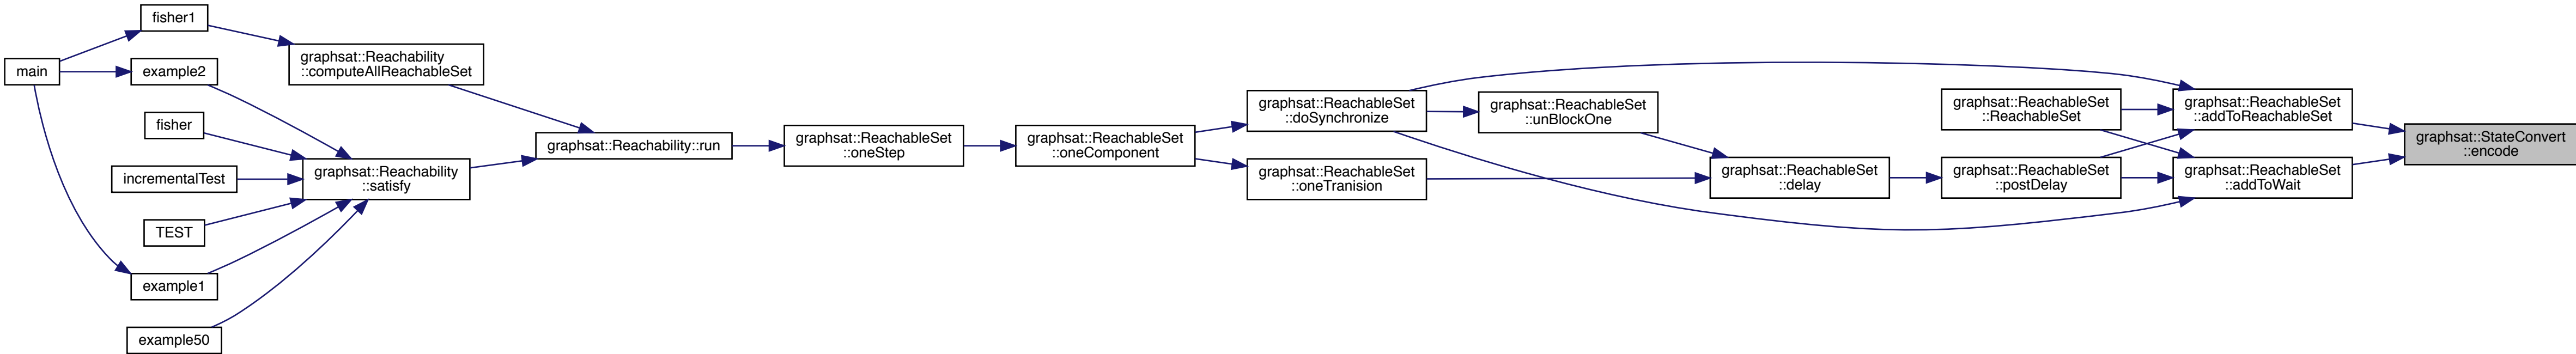 main
fisher1
example2
fisher
incrementalTest
TEST
example1
example50
graphsat::Reachability
::computeAllReachableSet
graphsat::Reachability
::satisfy
graphsat::Reachability::run
graphsat::ReachableSet
::oneStep
graphsat::ReachableSet
::oneComponent
graphsat::ReachableSet
::doSynchronize
graphsat::ReachableSet
::oneTranision
graphsat::ReachableSet
::unBlockOne
graphsat::ReachableSet
::delay
graphsat::ReachableSet
::ReachableSet
graphsat::ReachableSet
::postDelay
graphsat::ReachableSet
::addToReachableSet
graphsat::ReachableSet
::addToWait
graphsat::StateConvert
::encode